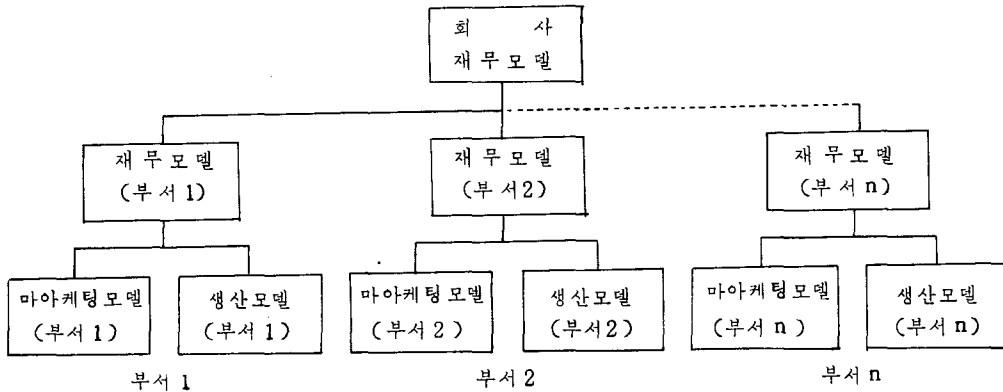 회 사
재 무 모 델
재 무 모 델
(부 서 1)
재 무 모 델
(부 서 2)
재 무 모 델
(부 서 n)
마아케팅모델
(부서 1)
생산모델
(부서 1)
마아케팅모델
(부서 2)
생산모델
(부서 2)
마아케팅모델
(부서 n)
생산모델
(부서 n)
부서 1
부서 2
부서 n